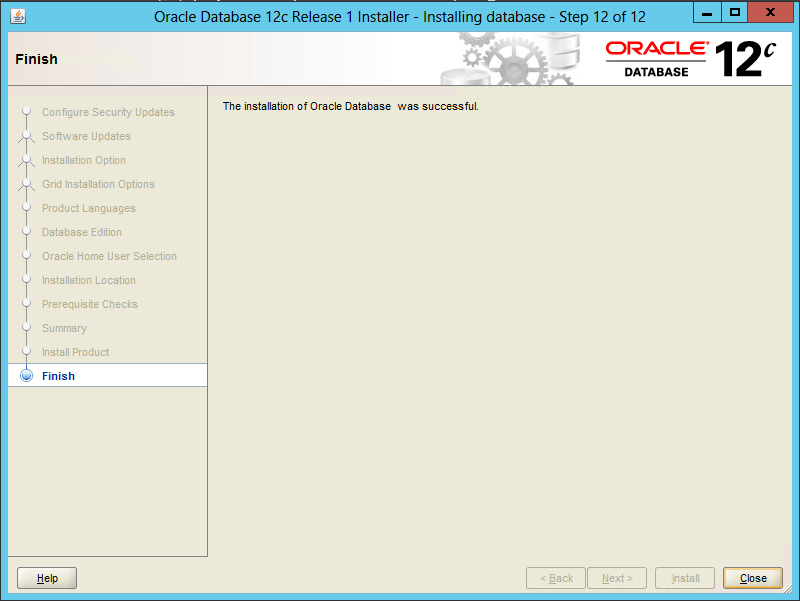 Oracle Database 12c Release 1 Installer - Installing database - Step 12 of 12
Finish
ORACLE
DATABASE
12c
Configure Security Updates
Software Updates
Installation Option
Grid Installation Options
Product Languages
Database Edition
Oracle Home User Selection
Installation Location
Prerequisite Checks
Summary
Install Product
Finish
The installation of Oracle Database  was successful.
Help
< Back
Next >
Install
Close